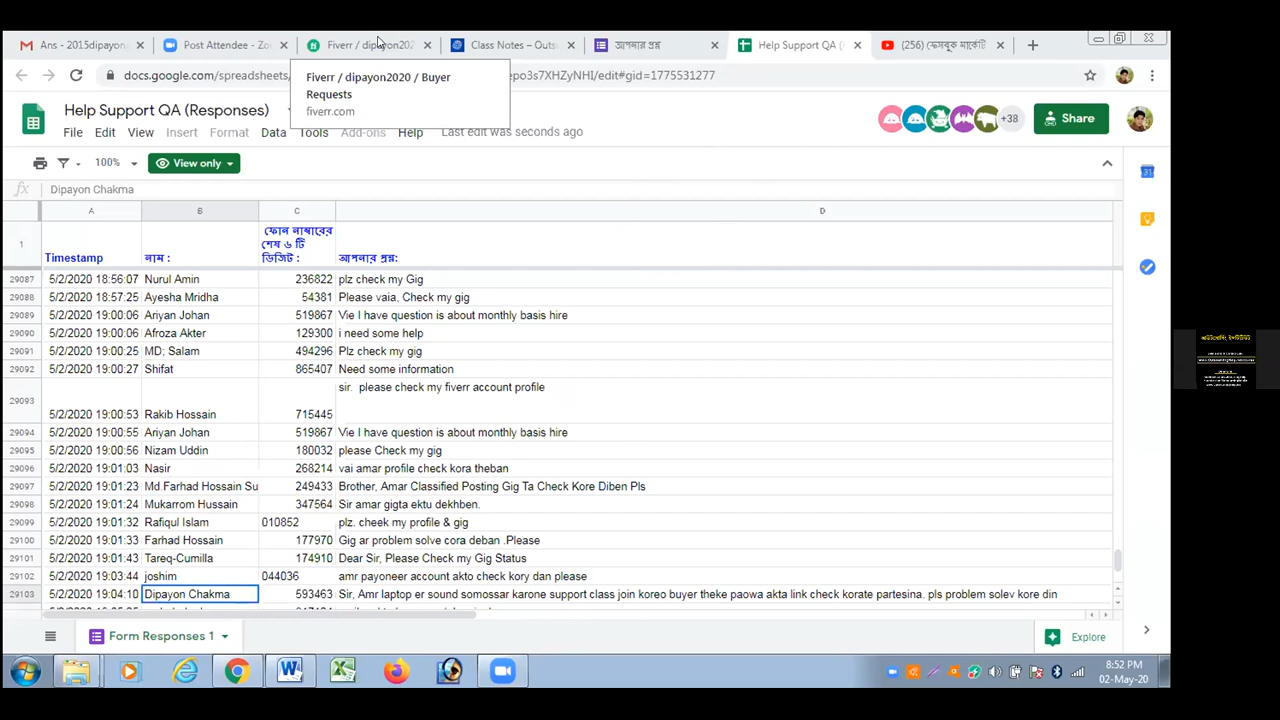 Ans - 2015dipayon
Post Attendee - Zo
Fiverr / dipayon202
Class Notes – Outs
আপনার প্রশ্ন
Help Support QA (
(256) ফেসবুক মার্কেটি
docs.google.com/spreadsheets/
epo3s7XHZyNHI/edit#gid=1775531277
Fiverr / dipayon2020 / Buyer
Requests
fiverr.com
Help Support QA (Responses)
File Edit View Insert Format Data Tools Add-ons Help Last edit was seconds ago
+38
Share
100%
View only
fx Dipayon Chakma
A B C D
1 Timestamp নাম : ফোন নাম্বারের শেষ ৬ টি ডিজিট : আপনার প্রশ্ন:
29087 5/2/2020 18:56:07 Nurul Amin 236822 plz check my Gig
29088 5/2/2020 18:57:25 Ayesha Mridha 54381 Please vaia, Check my gig
29089 5/2/2020 19:00:06 Ariyan Johan 519867 Vie I have question is about monthly basis hire
29090 5/2/2020 19:00:06 Afroza Akter 129300 i need some help
29091 5/2/2020 19:00:25 MD; Salam 494296 Plz check my gig
29092 5/2/2020 19:00:27 Shifat 865407 Need some information
29093 5/2/2020 19:00:53 Rakib Hossain 715445 sir. please check my fiverr account profile
29094 5/2/2020 19:00:55 Ariyan Johan 519867 Vie I have question is about monthly basis hire
29095 5/2/2020 19:00:56 Nizam Uddin 180032 please Check my gig
29096 5/2/2020 19:01:03 Nasir 268214 vai amar profile check kora theban
29097 5/2/2020 19:01:23 Md.Farhad Hossain Su 249433 Brother, Amar Classified Posting Gig Ta Check Kore Diben Pls
29098 5/2/2020 19:01:24 Mukarrom Hussain 347564 Sir amar gigta ektu dekhben.
29099 5/2/2020 19:01:32 Rafiqul Islam 010852 plz. cheek my profile & gig
29100 5/2/2020 19:01:33 Farhad Hossain 177970 Gig ar problem solve cora deban .Please
29101 5/2/2020 19:01:43 Tareq-Cumilla 174910 Dear Sir, Please Check my Gig Status
29102 5/2/2020 19:03:44 joshim 044036 amr payoneer account akto check kory dan please
29103 5/2/2020 19:04:10 Dipayon Chakma 593463 Sir, Amr laptop er sound somossar karone support class join koreo buyer theke paowa akta link check korate partesina. pls problem solev kore din
Form Responses 1
Explore
8:52 PM
02-May-20